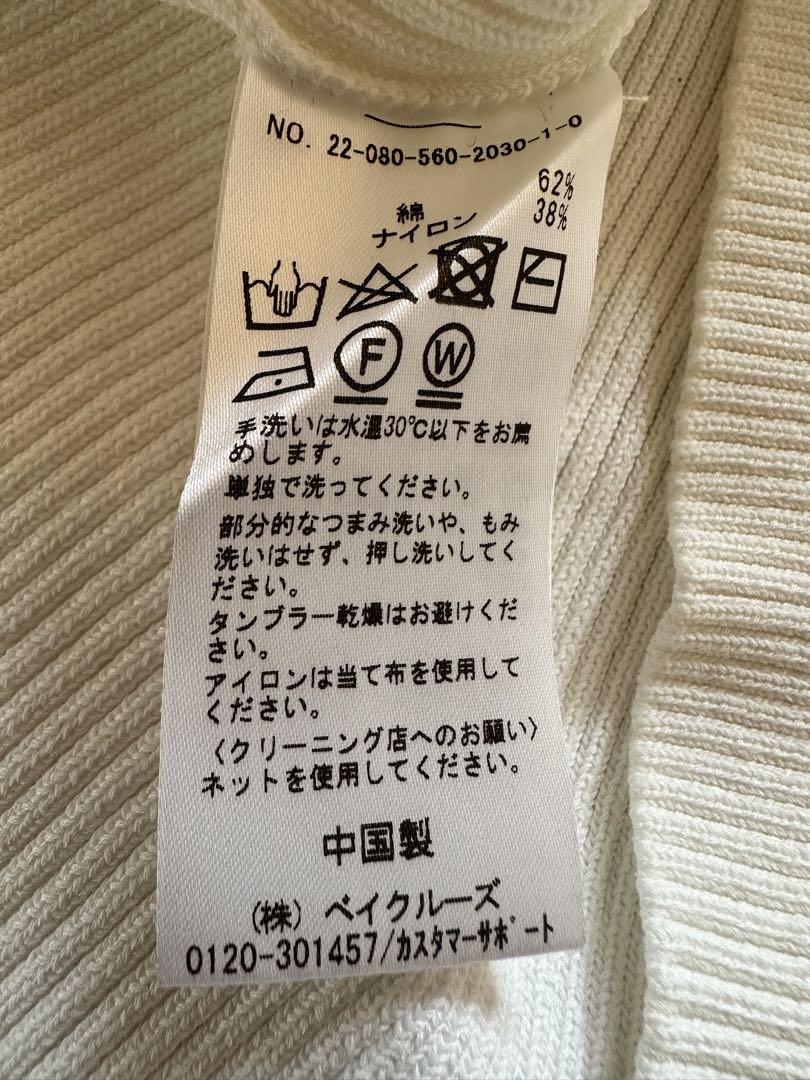 NO. 22-080-560-2030-1-0
綿 62%
ナイロン 38%
F W
手洗いは水温30℃以下をお薦
めします。
単独で洗ってください。
部分的なつまみ洗いや、もみ
洗いはせず、押し洗いしてく
ださい。
タンブラー乾燥はお避けくだ
さい。
アイロンは当て布を使用して
ください。
〈クリーニング店へのお願い〉
ネットを使用してください。
中国製
(株) ベイクルーズ
0120-301457/カスタマーサポート